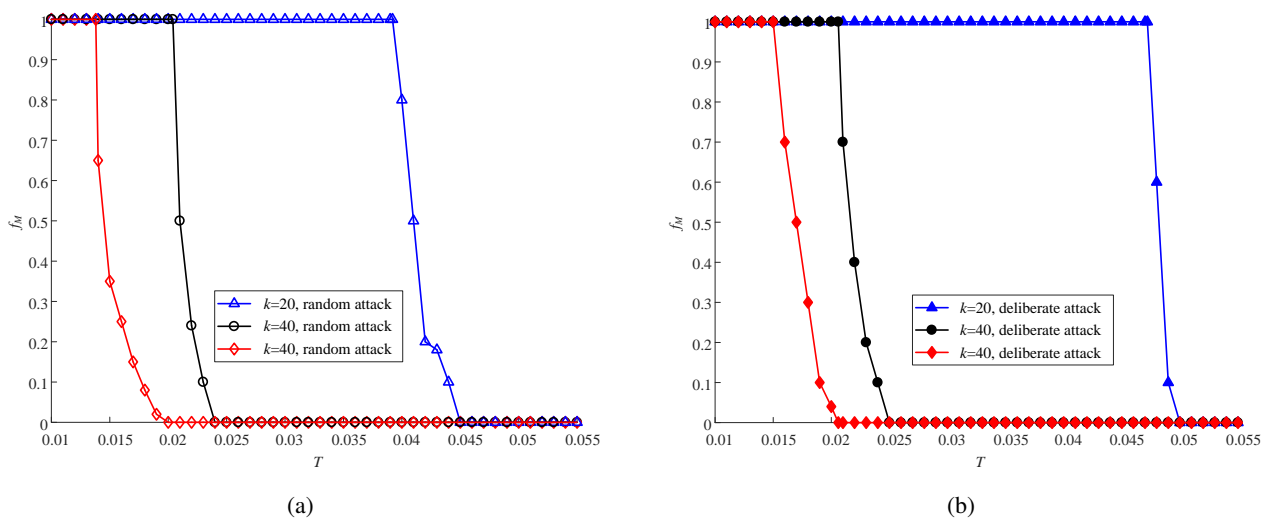 1
0.9
0.8
0.7
0.6
0.5
0.4
0.3
0.2
0.1
0
f_M
k=20, random attack
k=40, random attack
k=40, random attack
0.01 0.015 0.02 0.025 0.03 0.035 0.04 0.045 0.05 0.055
T
(a)
1
0.9
0.8
0.7
0.6
0.5
0.4
0.3
0.2
0.1
0
f_M
k=20, deliberate attack
k=40, deliberate attack
k=40, deliberate attack
0.01 0.015 0.02 0.025 0.03 0.035 0.04 0.045 0.05 0.055
T
(b)